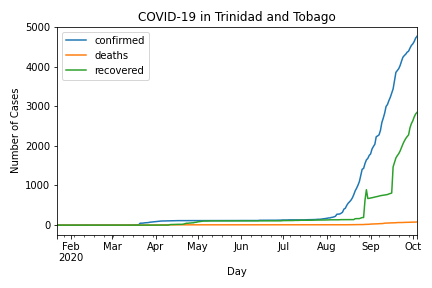 COVID-19 in Trinidad and Tobago
confirmed
deaths
recovered
Number of Cases
5000
4000
3000
2000
1000
0
Feb Mar Apr May Jun Jul Aug Sep Oct
2020
Day